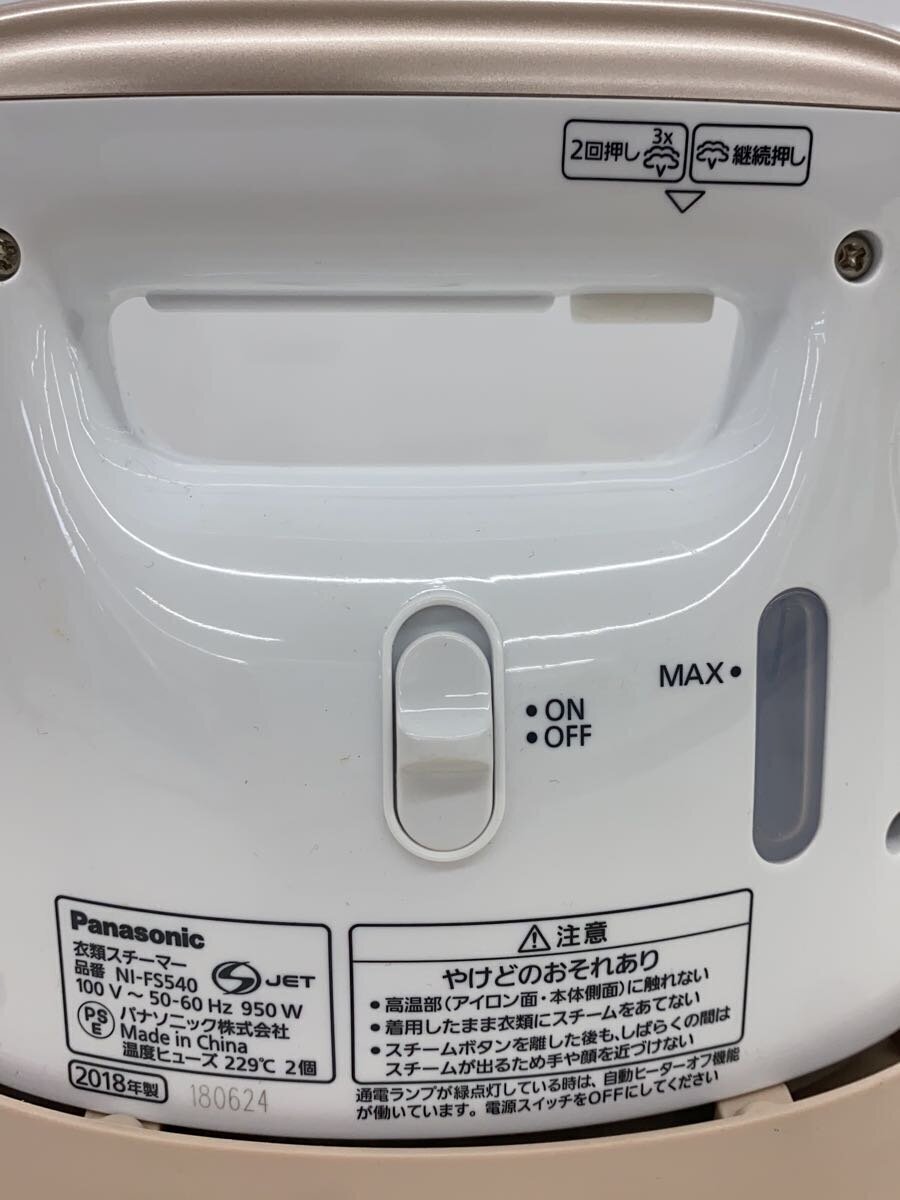 2回押し 3x
継続押し
MAX •
• ON
• OFF
Panasonic
衣類スチーマー
品番 NI-FS540
S JET
100 V ～ 50-60 Hz 950 W
PS
E
パナソニック株式会社
Made in China
温度ヒューズ 229℃ 2個
2018年製
180624
⚠注意
やけどのおそれあり
• 高温部（アイロン面・本体側面）に触れない
• 着用したまま衣類にスチームをあてない
• スチームボタンを離した後も、しばらくの間は
スチームが出るため手や顔を近づけない
通電ランプが緑点灯している時は、自動ヒーターオフ機能
が働いています。電源スイッチをOFFにしてください